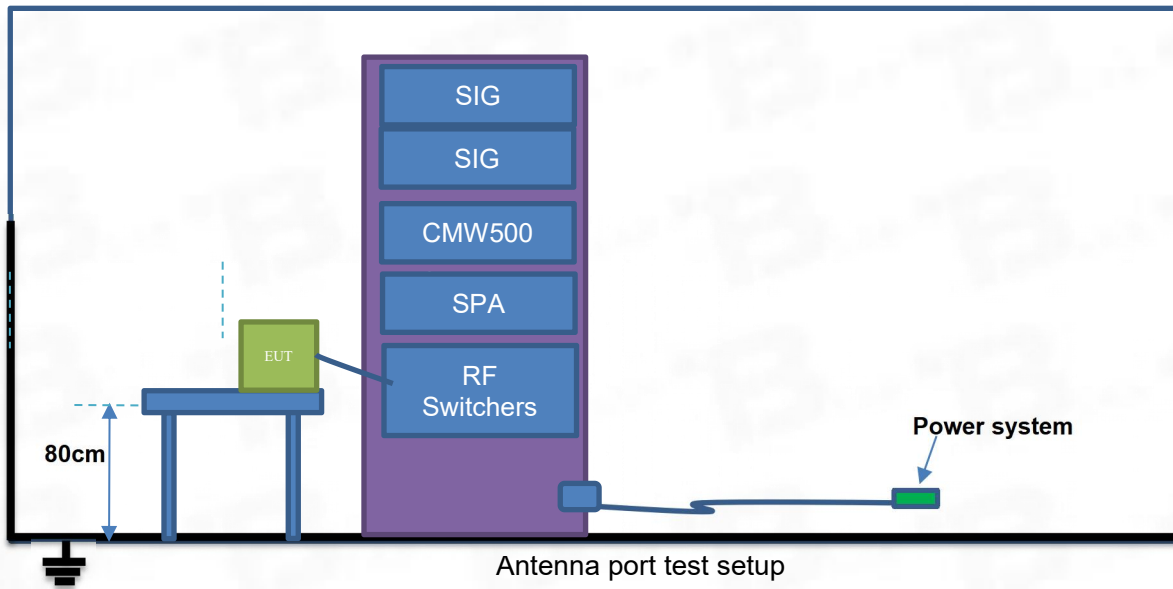 SIG
SIG
CMW500
SPA
EUT
RF
Switchers
80cm
Power system
Antenna port test setup